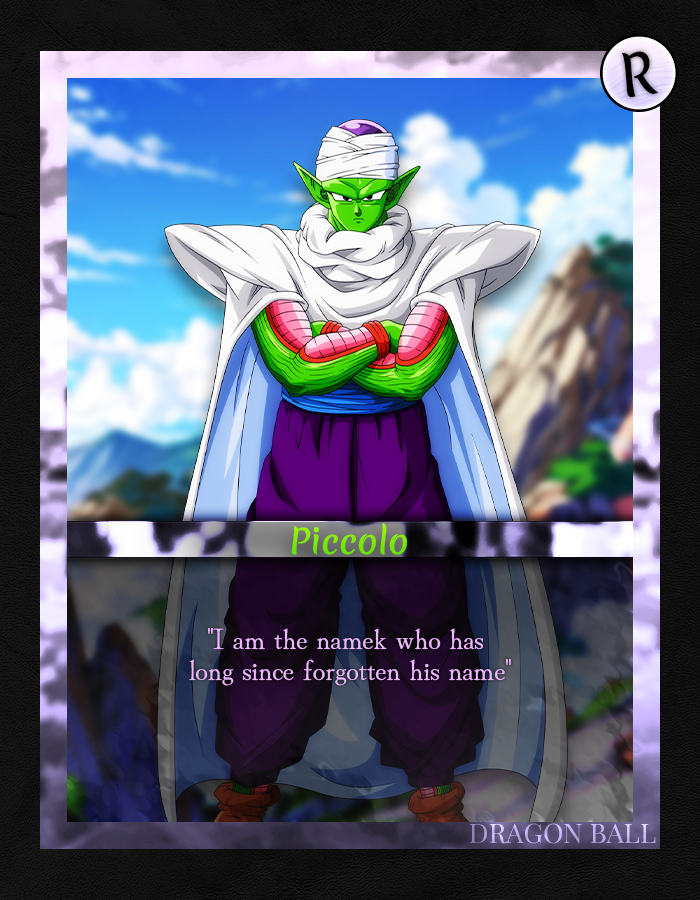 R
Piccolo
"I am the namek who has
long since forgotten his name"
DRAGON BALL